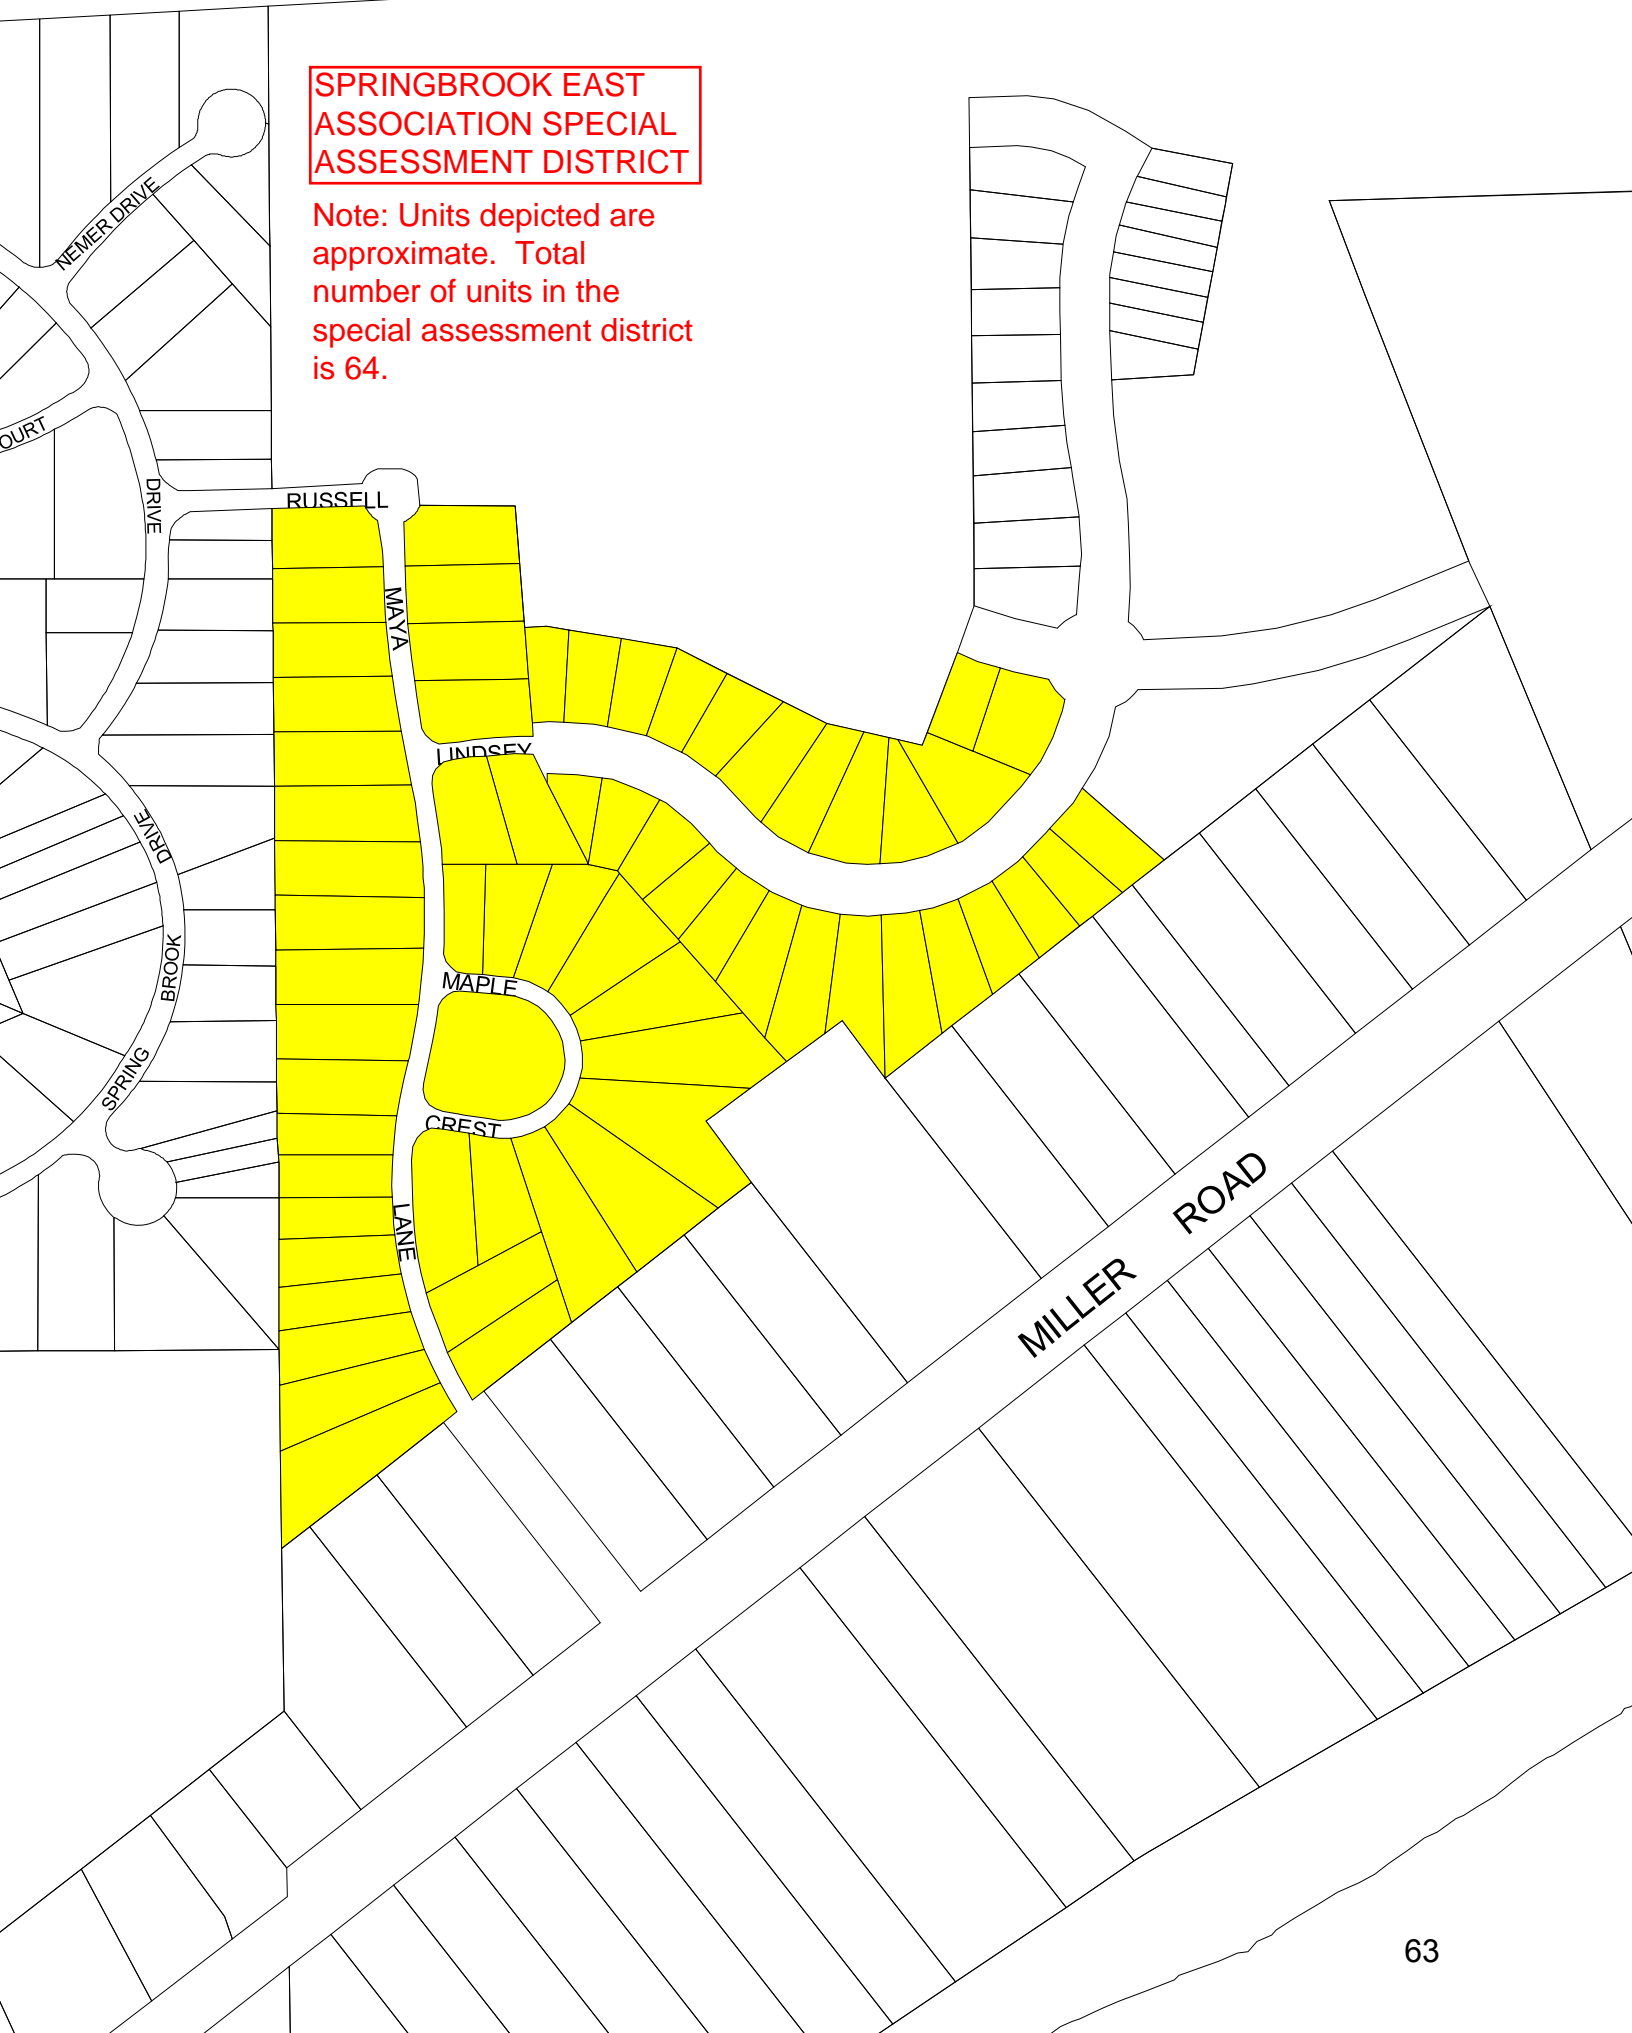 SPRINGBROOK EAST
ASSOCIATION SPECIAL
ASSESSMENT DISTRICT
Note: Units depicted are
approximate. Total
number of units in the
special assessment district
is 64.
NEMER DRIVE
OURT
DRIVE
RUSSELL
MAYA
LINDSEY
DRIVE
BROOK
SPRING
MAPLE
CREST
LANE
MILLER ROAD
63